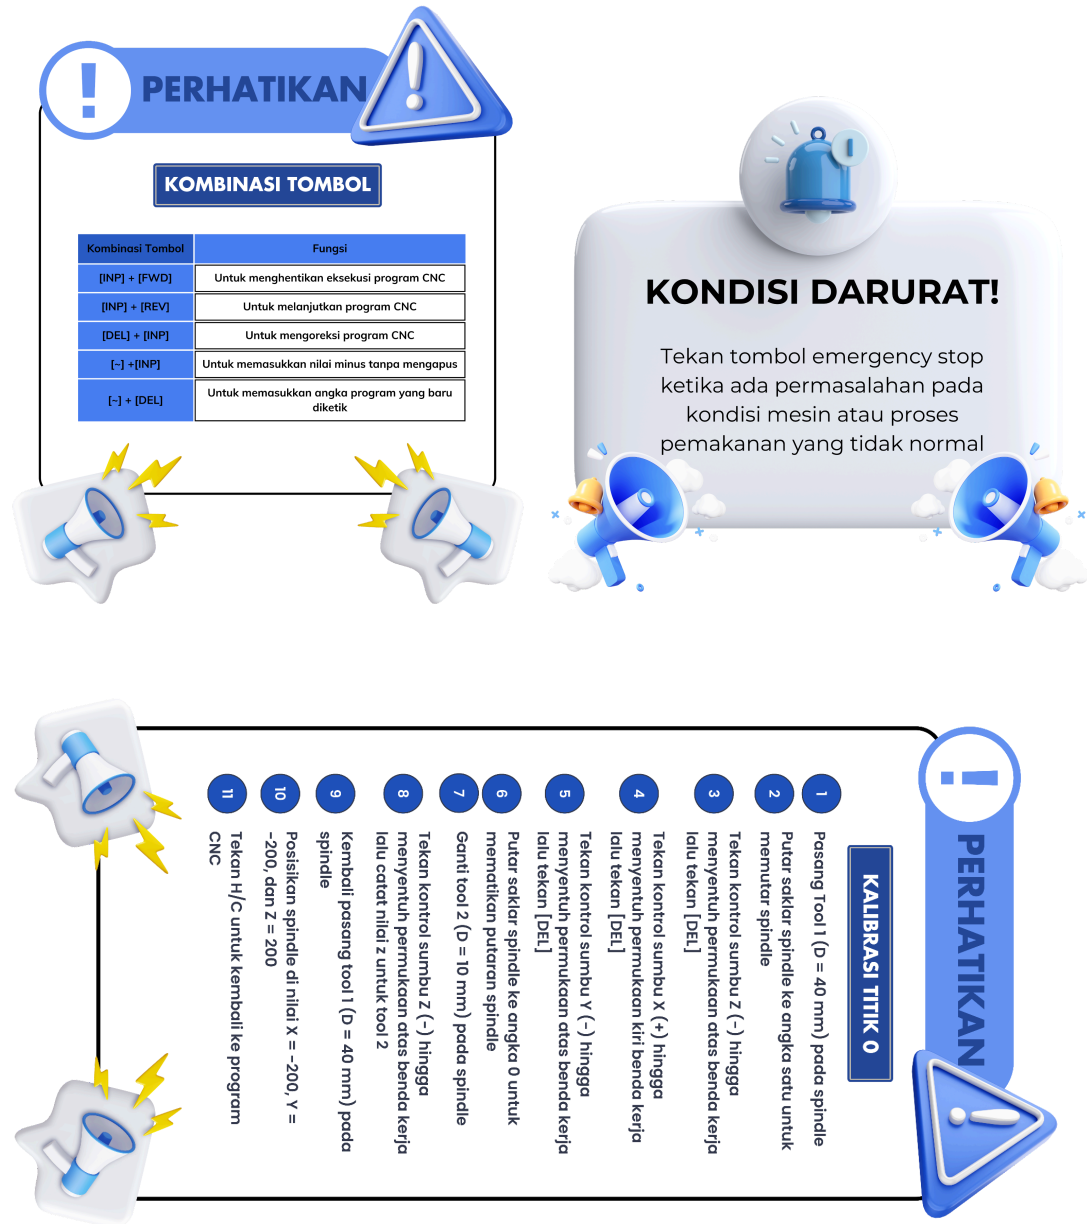 PERHATIKAN
KOMBINASI TOMBOL
Kombinasi Tombol Fungsi
[INP] + [FWD] Untuk menghentikan eksekusi program CNC
[INP] + [REV] Untuk melanjutkan program CNC
[DEL] + [INP] Untuk mengoreksi program CNC
[~] +[INP] Untuk memasukkan nilai minus tanpa mengapus
[~] + [DEL] Untuk memasukkan angka program yang baru
diketik
KONDISI DARURAT!
Tekan tombol emergency stop
ketika ada permasalahan pada
kondisi mesin atau proses
pemakanan yang tidak normal
PERHATIKAN
KALIBRASI TITIK 0
1 Pasang Tool 1 (D = 40 mm) pada spindle
2 Putar saklar spindle ke angka satu untuk
memutar spindle
3 Tekan kontrol sumbu Z (-) hingga
menyentuh permukaan atas benda kerja
lalu tekan [DEL]
4 Tekan kontrol sumbu X (+) hingga
menyentuh permukaan kiri benda kerja
lalu tekan [DEL]
5 Tekan kontrol sumbu Y (-) hingga
menyentuh permukaan atas benda kerja
lalu tekan [DEL]
6 Putar saklar spindle ke angka 0 untuk
mematikan putaran spindle
7 Ganti tool 2 (D = 10 mm) pada spindle
8 Tekan kontrol sumbu Z (-) hingga
menyentuh permukaan atas benda kerja
lalu catat nilai z untuk tool 2
9 Kembali pasang tool 1 (D = 40 mm) pada
spindle
10 Posisikan spindle di nilai X = -200, Y =
-200, dan Z = 200
11 Tekan H/C untuk kembali ke program
CNC